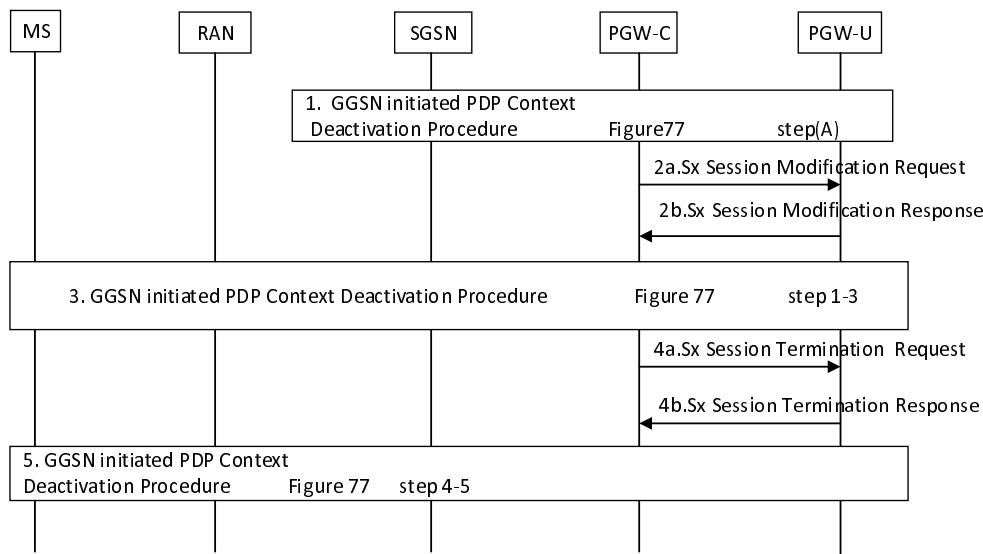 MS RAN SGSN PGW-C PGW-U
1. GGSN initiated PDP Context
Deactivation Procedure Figure77 step(A)
2a.Sx Session Modification Request
2b.Sx Session Modification Response
3. GGSN initiated PDP Context Deactivation Procedure Figure 77 step 1-3
4a.Sx Session Termination Request
4b.Sx Session Termination Response
5. GGSN initiated PDP Context
Deactivation Procedure Figure 77 step 4-5